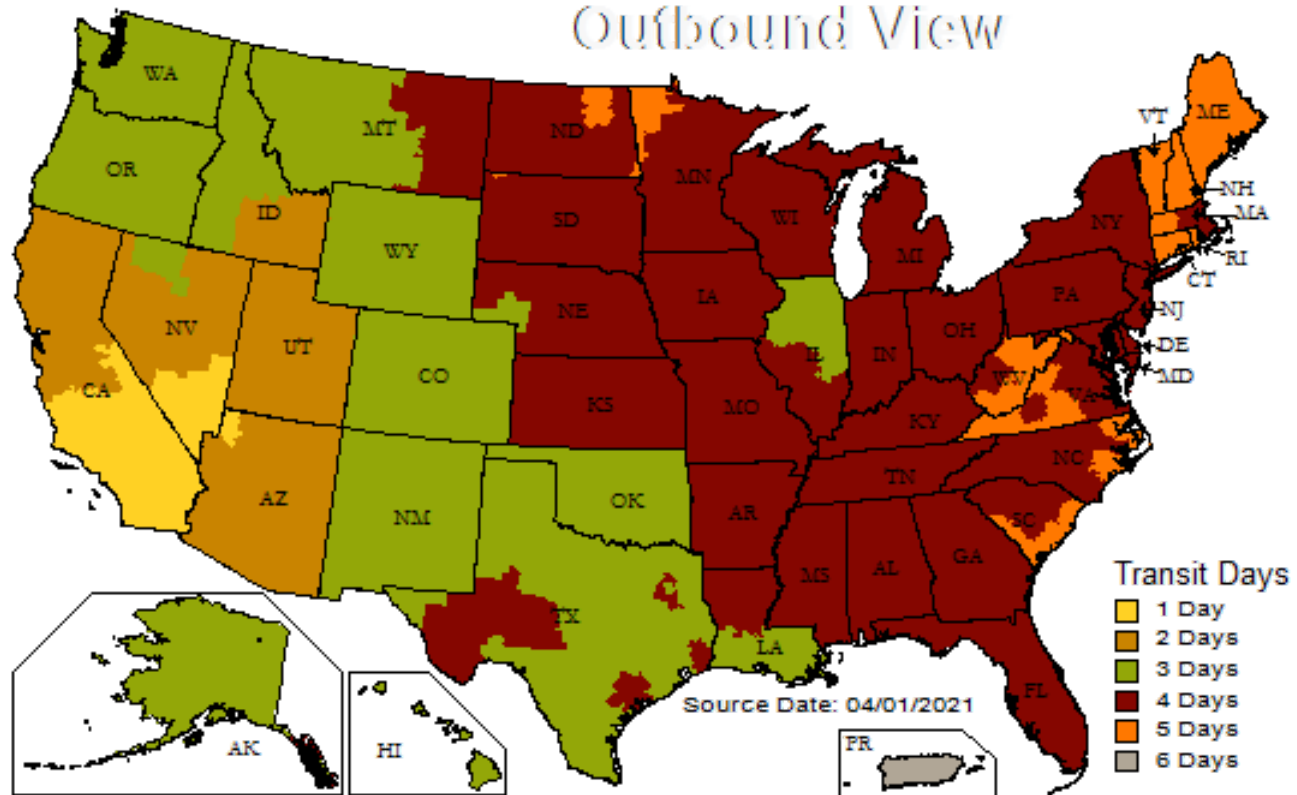 Outbound View
WA
MT
ND
MN
VT
ME
OR
ID
SD
WI
NY
NH
MA
WY
MI
RI
CT
NV
IA
PA
NJ
NE
OH
UT
IL
IN
DE
CA
CO
WV
MD
KS
MO
KY
VA
AZ
NM
OK
TN
NC
AR
SC
MS
AL
GA
TX
LA
FL
Transit Days
1 Day
2 Days
3 Days
4 Days
5 Days
6 Days
Source Date: 04/01/2021
AK
HI
PR